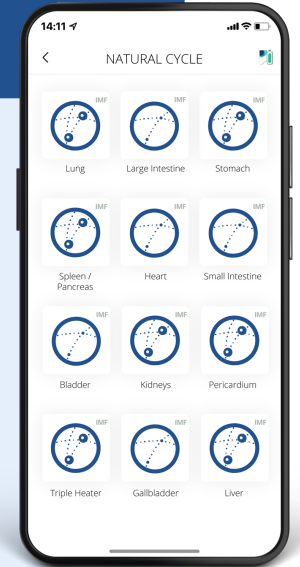 14:11
NATURAL CYCLE
IMF IMF IMF
Lung Large Intestine Stomach
IMF IMF IMF
Spleen / Heart Small Intestine
Pancreas
IMF IMF
Bladder Kidneys Pericardium
IMF IMF IMF
Triple Heater Gallbladder Liver